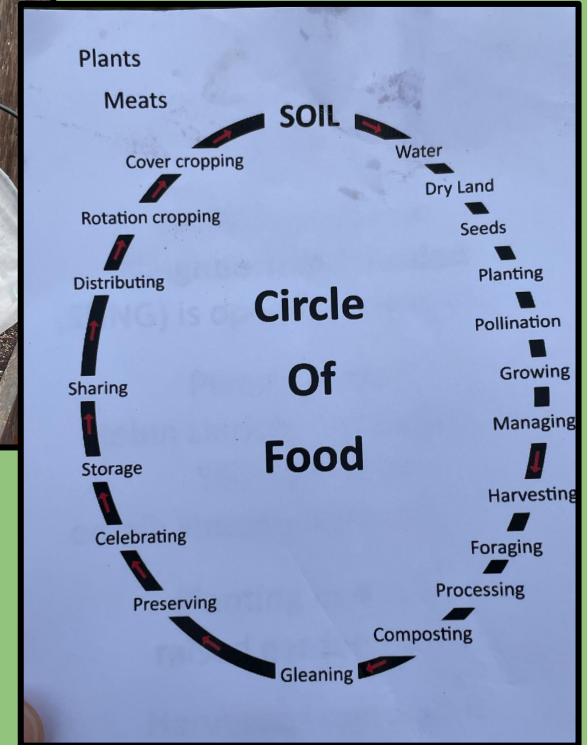 Plants
Meats
SOIL
Water
Dry Land
Seeds
Planting
Pollination
Growing
Managing
Harvesting
Foraging
Processing
Composting
Gleaning
Preserving
Celebrating
Storage
Sharing
Distributing
Rotation cropping
Cover cropping
Circle
Of
Food